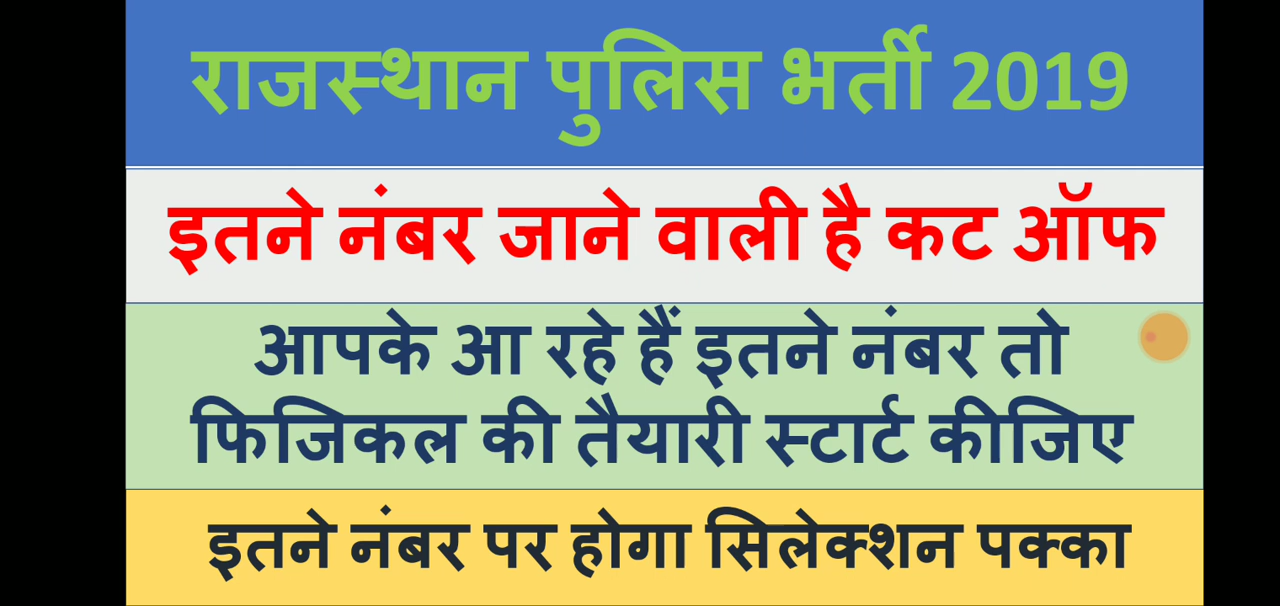 राजस्थान पुलिस भर्ती 2019
इतने नंबर जाने वाली है कट ऑफ
आपके आ रहे हैं इतने नंबर तो
फिजिकल की तैयारी स्टार्ट कीजिए
इतने नंबर पर होगा सिलेक्शन पक्का